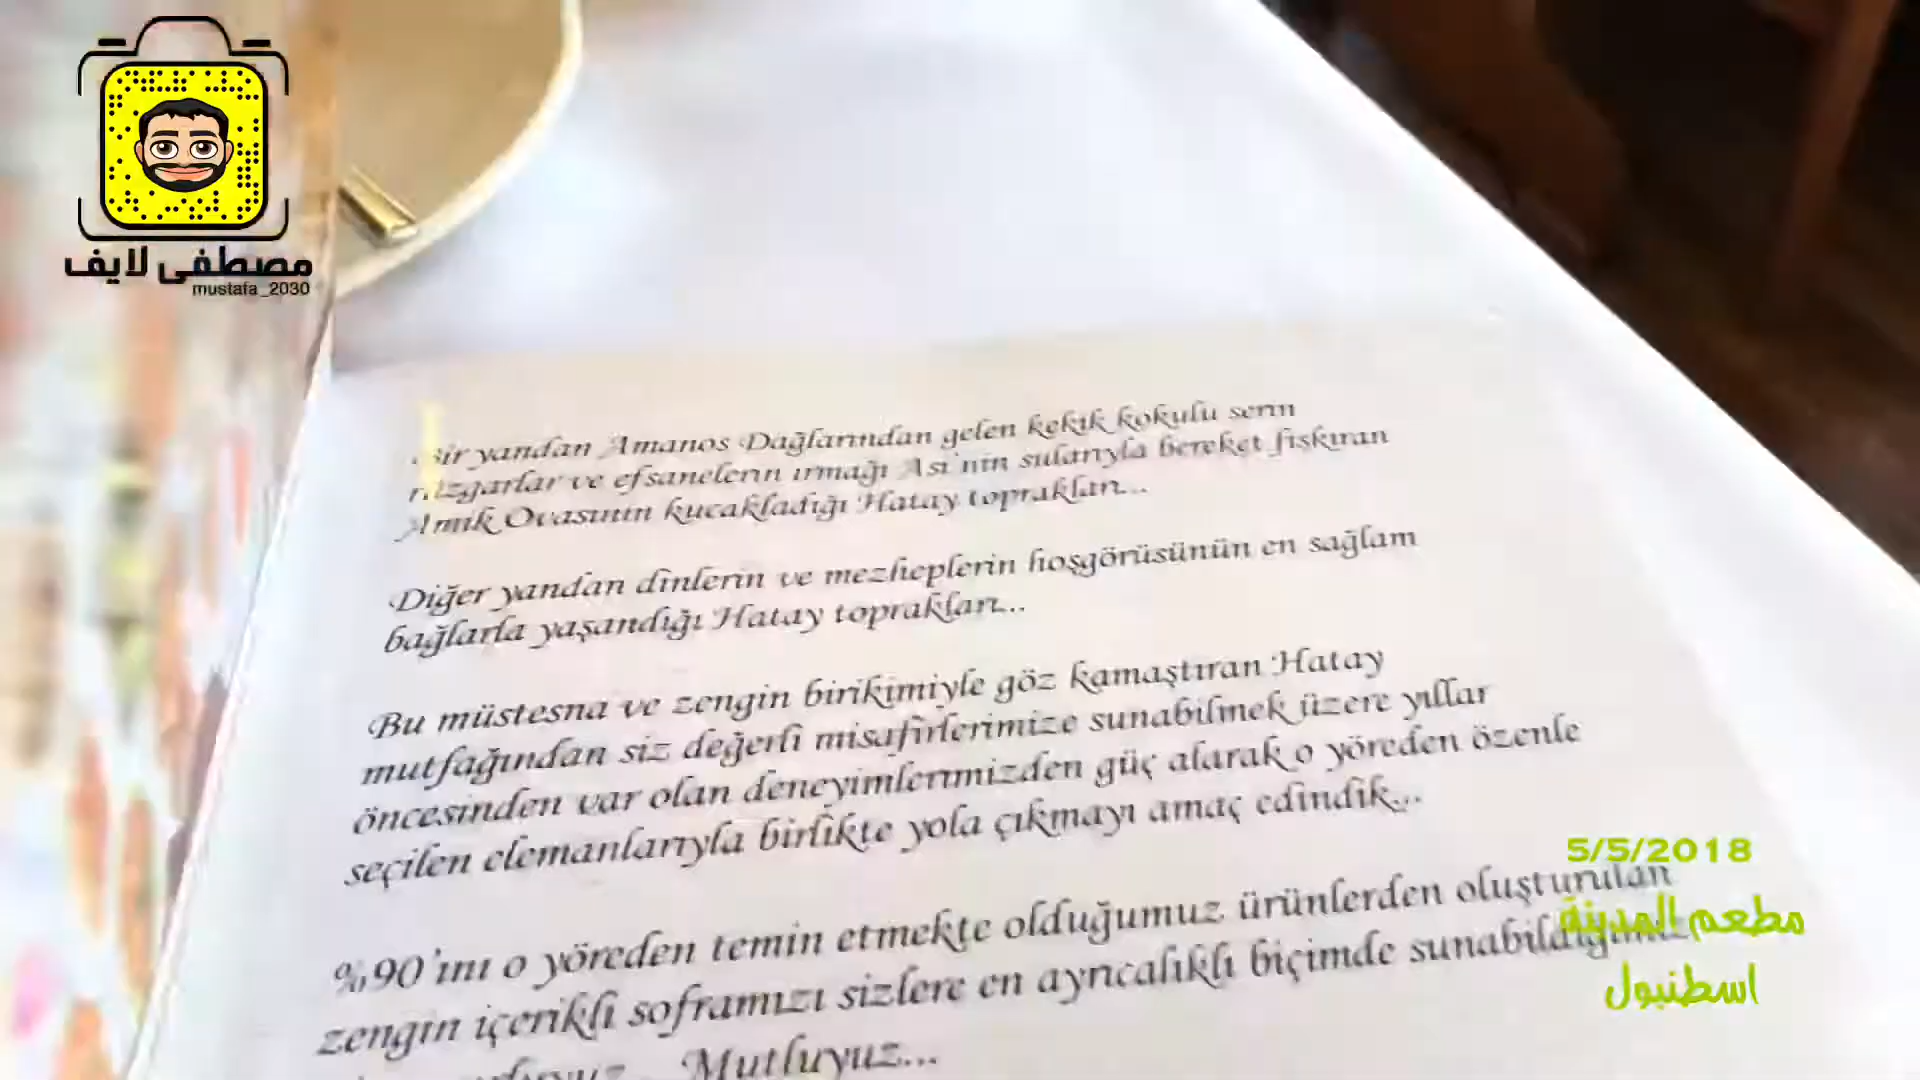 مصطفى لايف
mustafa_2030
Bir yandan Amanos Dağlarından gelen kekik kokulu serin
rüzgarlar ve efsanelerin ırmağı Asi'nin sularıyla bereket fışkıran
Amik Ovasının kucakladığı Hatay toprakları...
Diğer yandan dinlerin ve mezheplerin hoşgörüsünün en sağlam
bağlarla yaşandığı Hatay toprakları...
Bu müstesna ve zengin birikimiyle göz kamaştıran Hatay
mutfağından siz değerli misafirlerimize sunabilmek üzere yıllar
öncesinden var olan deneyimlerimizden güç alarak o yöreden özenle
seçilen elemanlarıyla birlikte yola çıkmayı amaç edindik...
%90'ını o yöreden temin etmekte olduğumuz ürünlerden oluşturulan
zengin içerikli soframızı sizlere en ayrıcalıklı biçimde sunabildiğimiz
Mutluyuz...
5/5/2018
مطعم المدينة
اسطنبول